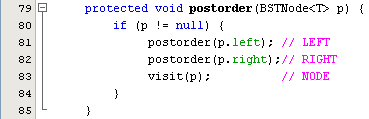 79 protected void postorder(BSTNode<T> p) {
80 if (p != null) {
81 postorder(p.left); // LEFT
82 postorder(p.right);// RIGHT
83 visit(p); // NODE
84 }
85 }